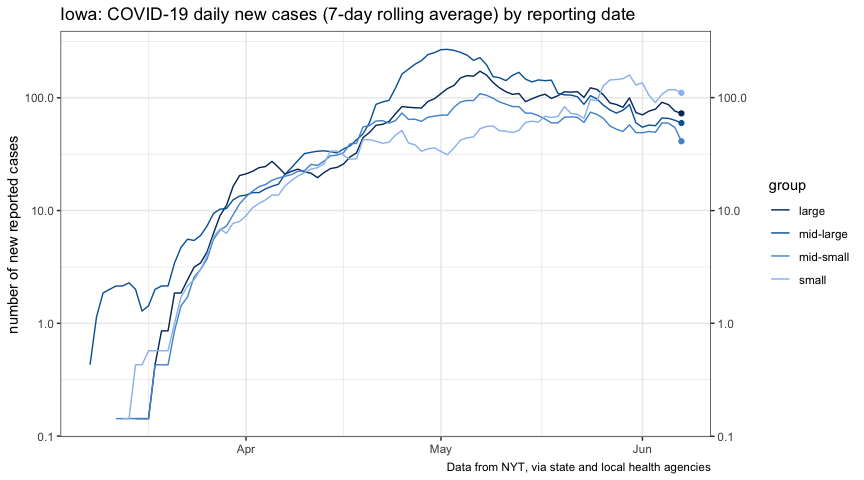 Iowa: COVID-19 daily new cases (7-day rolling average) by reporting date
number of new reported cases
100.0
10.0
1.0
0.1
100.0
10.0
1.0
0.1
Apr
May
Jun
group
large
mid-large
mid-small
small
Data from NYT, via state and local health agencies